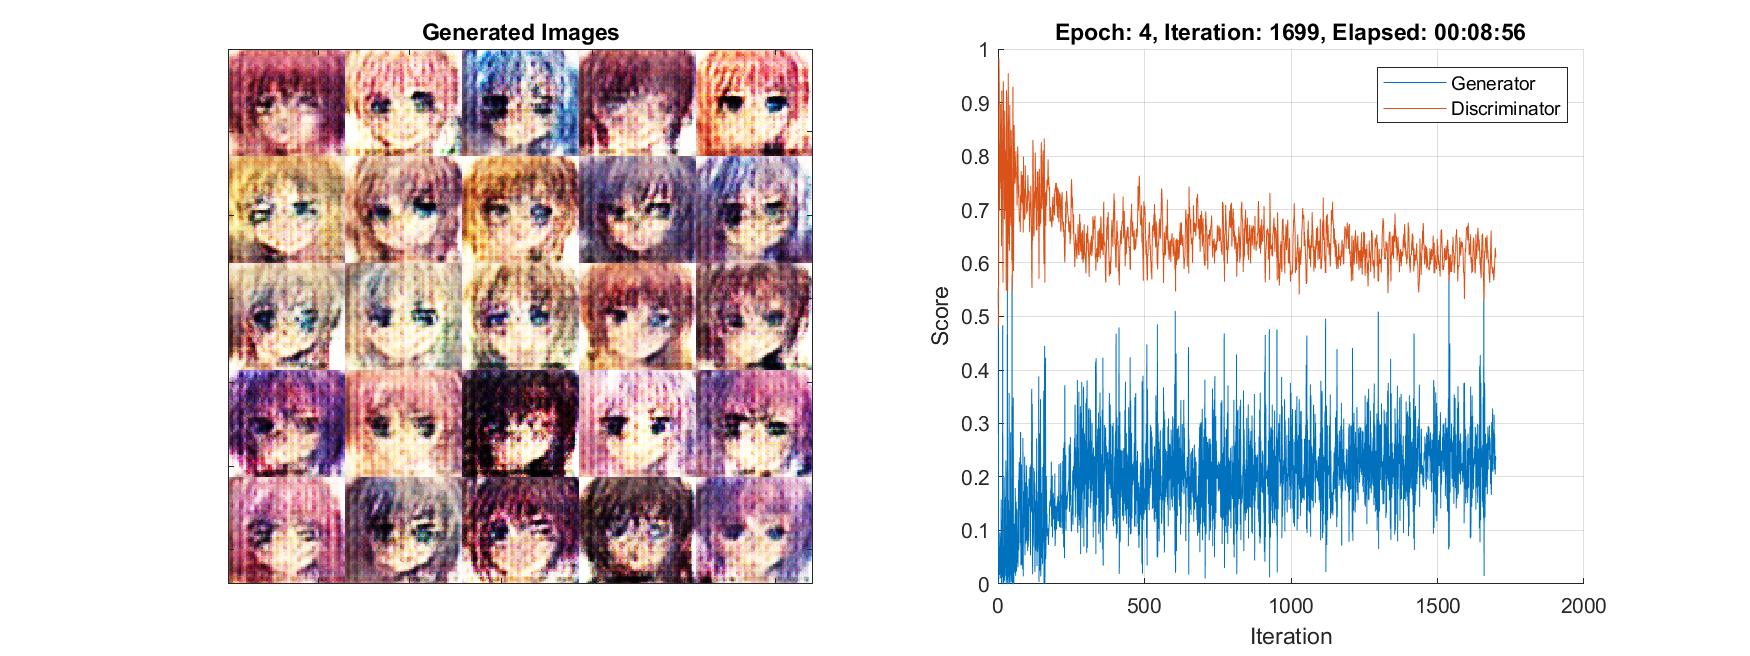 Generated Images
Epoch: 4, Iteration: 1699, Elapsed: 00:08:56
Generator
Discriminator
1
0.9
0.8
0.7
0.6
0.5
0.4
0.3
0.2
0.1
0
Score
0 500 1000 1500 2000
Iteration